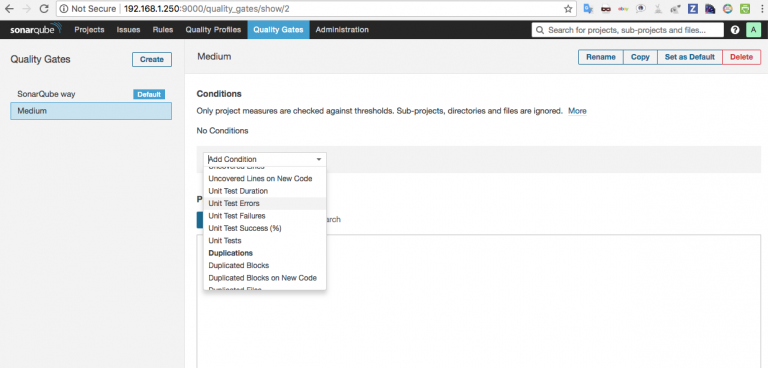 Not Secure | 192.168.1.250:9000/quality_gates/show/2
sonarqube Projects Issues Rules Quality Profiles Quality Gates Administration Search for projects, sub-projects and files... ? A
Quality Gates Create
Medium Rename Copy Set as Default Delete
SonarQube way Default
Medium
Conditions
Only project measures are checked against thresholds. Sub-projects, directories and files are ignored. More
No Conditions
Add Condition
Uncovered Lines
Uncovered Lines on New Code
Unit Test Duration
Unit Test Errors
Unit Test Failures
Unit Test Success (%)
Unit Tests
Duplications
Duplicated Blocks
Duplicated Blocks on New Code
Duplicated Files